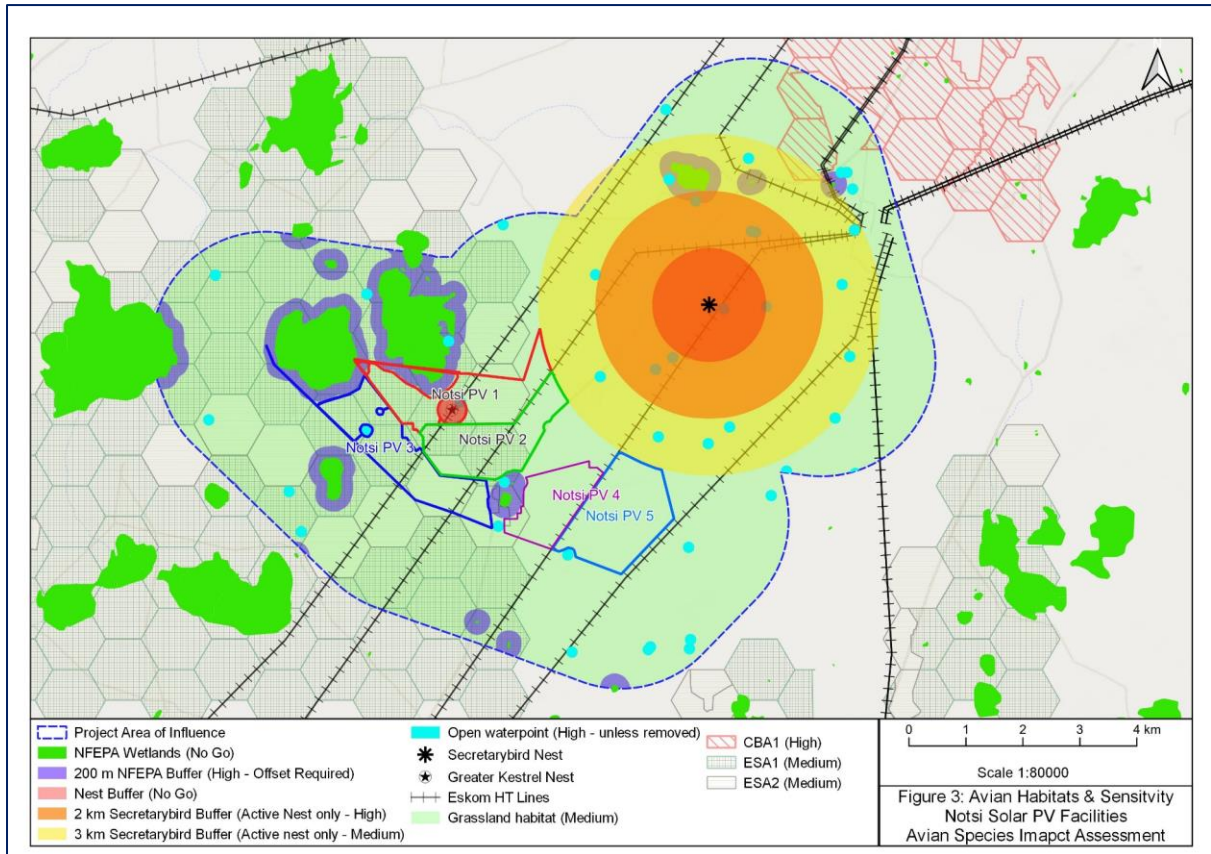 Notsi PV 1
Notsi PV 2
Notsi PV 3
Notsi PV 4
Notsi PV 5
Project Area of Influence
NFEPA Wetlands (No Go)
200 m NFEPA Buffer (High - Offset Required)
Nest Buffer (No Go)
2 km Secretarybird Buffer (Active Nest only - High)
3 km Secretarybird Buffer (Active nest only - Medium)
Open waterpoint (High - unless removed)
Secretarybird Nest
Greater Kestrel Nest
Eskom HT Lines
Grassland habitat (Medium)
CBA1 (High)
ESA1 (Medium)
ESA2 (Medium)
0 1 2 3 4 km
Scale 1:80000
Figure 3: Avian Habitats & Sensitvity
Notsi Solar PV Facilities
Avian Species Imapct Assessment